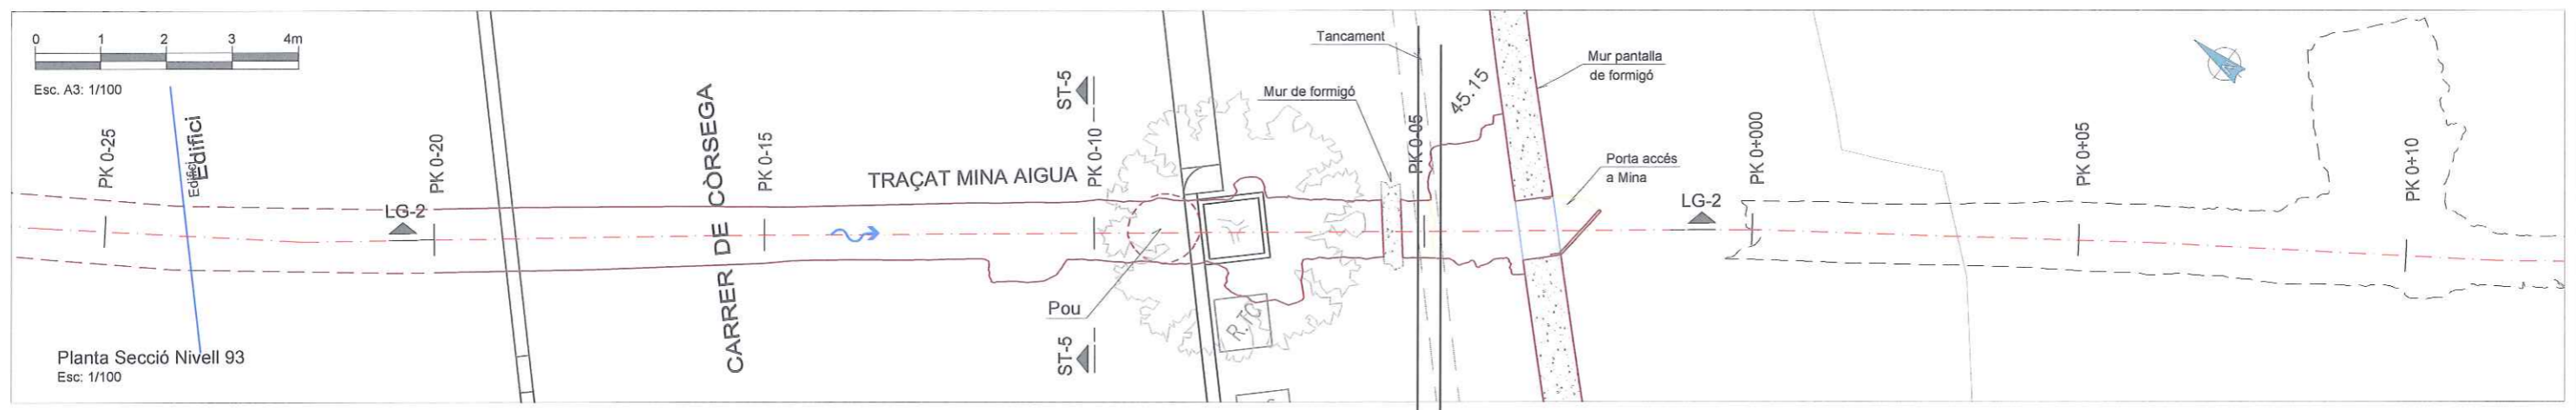 0 1 2 3 4m
Esc. A3: 1/100
PK 0-25
Edifici
Edifici
PK 0-20
LG-2
CARRER DE CÒRSEGA
PK 0-15
TRAÇAT MINA AIGUA
ST-5
PK 0-10
Pou
ST-5
R.TO
Mur de formigó
Tancament
PK 0-05
45.15
Mur pantalla
de formigó
Porta accés
a Mina
LG-2
PK 0+000
PK 0+05
PK 0+10
Planta Secció Nivell 93
Esc: 1/100